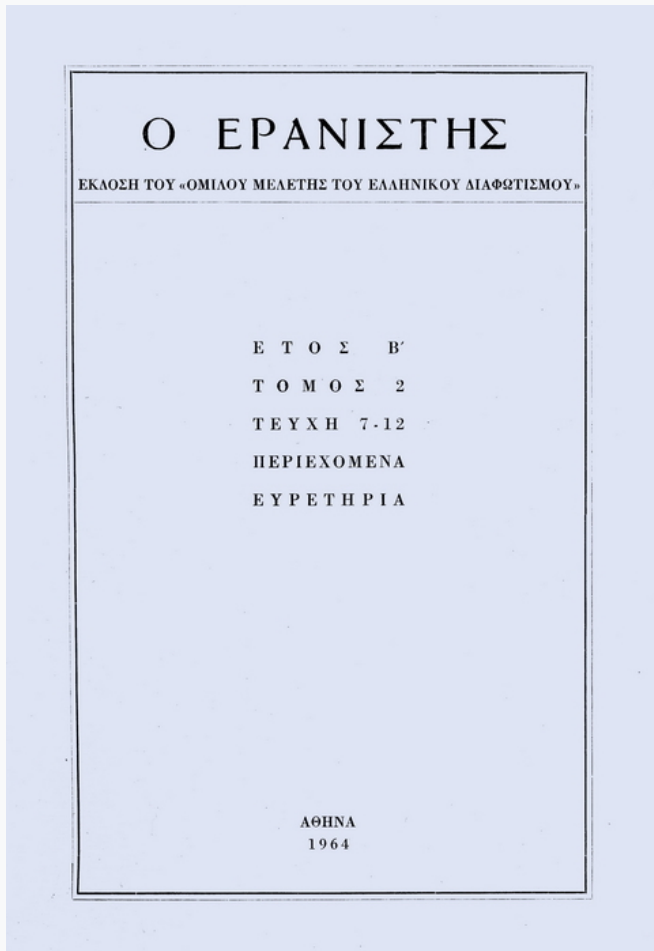 Ο ΕΡΑΝΙΣΤΗΣ
ΕΚΔΟΣΗ ΤΟΥ «ΟΜΙΛΟΥ ΜΕΛΕΤΗΣ ΤΟΥ ΕΛΛΗΝΙΚΟΥ ΔΙΑΦΩΤΙΣΜΟΥ»
ΕΤΟΣ Β΄
ΤΟΜΟΣ 2
ΤΕΥΧΗ 7-12
ΠΕΡΙΕΧΟΜΕΝΑ
ΕΥΡΕΤΗΡΙΑ
ΑΘΗΝΑ
1964